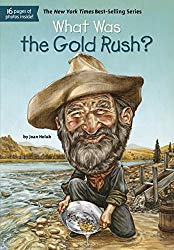 16 pages of
photos inside!
The New York Times Best-Selling Series
What Was
the Gold Rush?
by Joan Holub